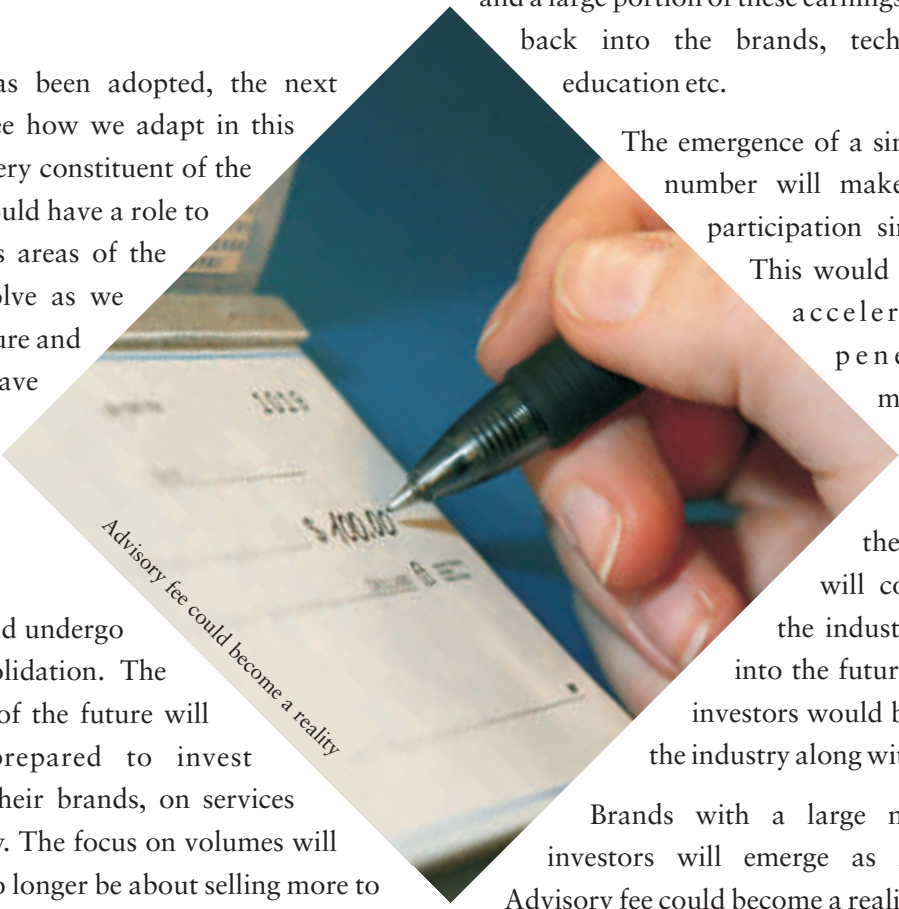 as been adopted, the next
ee how we adapt in this
ery constituent of the
ould have a role to
s areas of the
olve as we
ure and
ave
d undergo
olidation. The
of the future will
prepared to invest
heir brands, on services
y. The focus on volumes will
o longer be about selling more to
1019
$ 100.00
Advisory fee could become a reality
and a large portion of these earnings
back into the brands, tech
education etc.
The emergence of a sin
number will make
participation sin
This would
acceler
pene
m
the
will co
the indust
into the futur
investors would b
the industry along wit
Brands with a large n
investors will emerge as
Advisory fee could become a reali